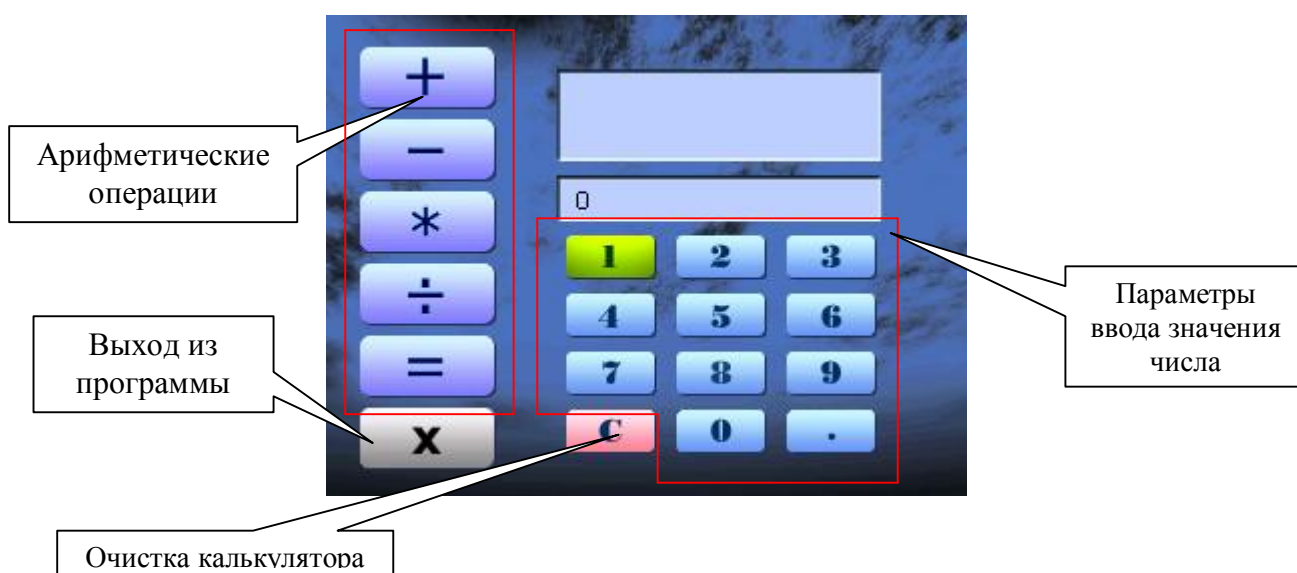 +
−
*
÷
=
x
0
1 2 3
4 5 6
7 8 9
C 0 .
Арифметические
операции
Выход из
программы
Очистка калькулятора
Параметры
ввода значения
числа